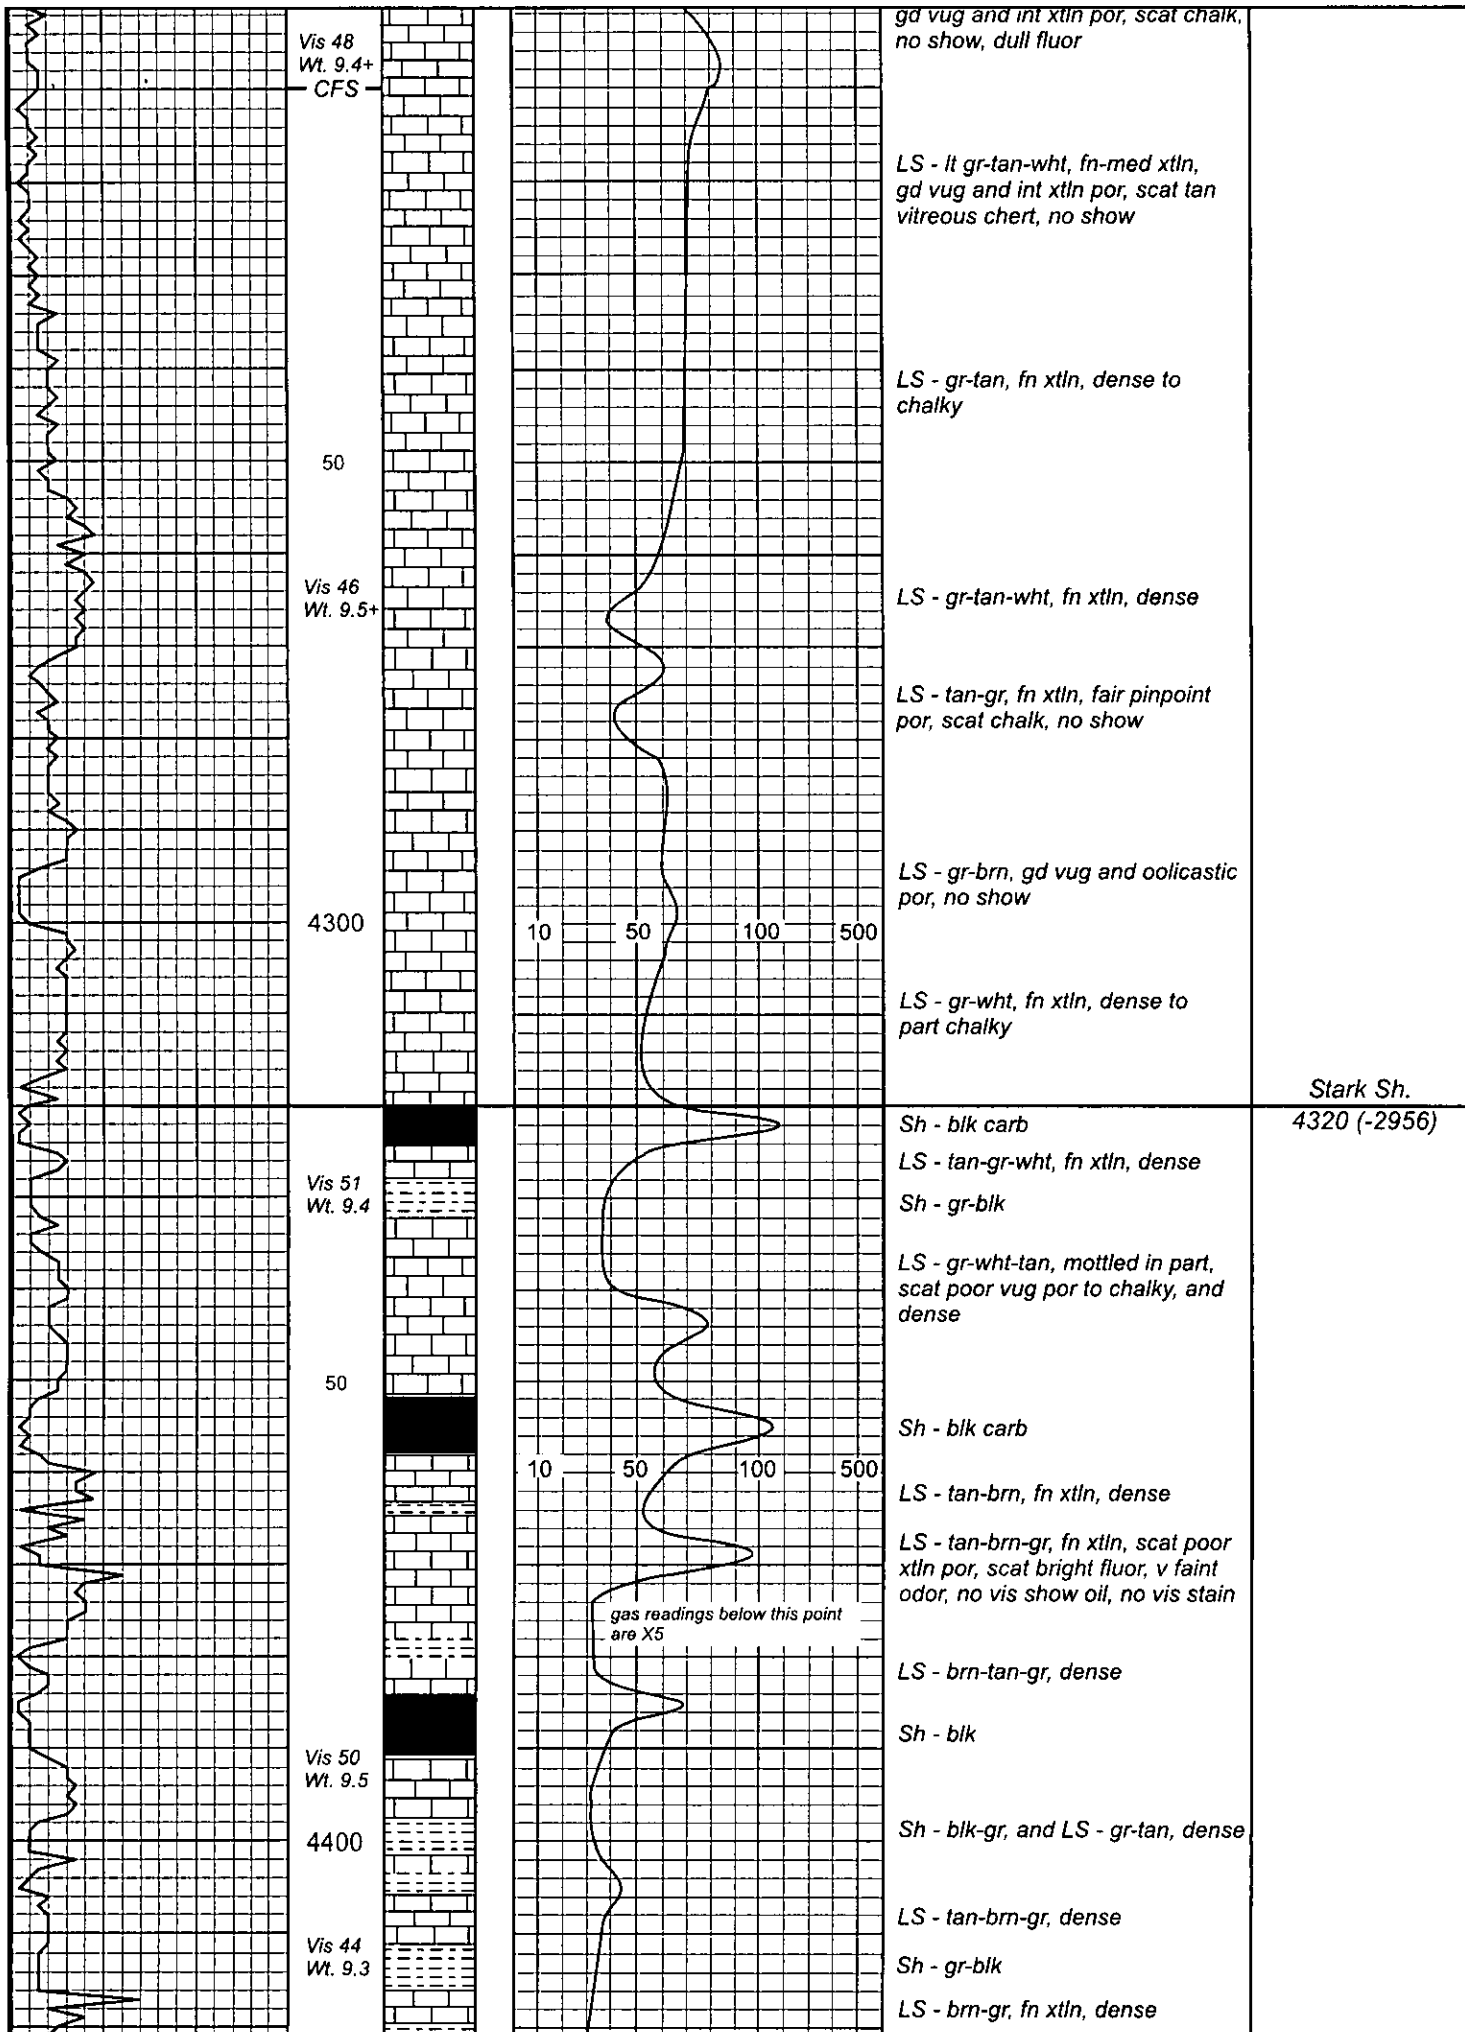 gd vug and int xtln por, scat chalk,
no show, dull fluor
Vis 48
Wt. 9.4+
CFS
LS - lt gr-tan-wht, fn-med xtln,
gd vug and int xtln por, scat tan
vitreous chert, no show
LS - gr-tan, fn xtln, dense to
chalky
50
Vis 46
Wt. 9.5+
LS - gr-tan-wht, fn xtln, dense
LS - tan-gr, fn xtln, fair pinpoint
por, scat chalk, no show
LS - gr-brn, gd vug and oolicastic
por, no show
4300
10 50 100 500
LS - gr-wht, fn xtln, dense to
part chalky
Stark Sh.
4320 (-2956)
Sh - blk carb
LS - tan-gr-wht, fn xtln, dense
Vis 51
Wt. 9.4
Sh - gr-blk
LS - gr-wht-tan, mottled in part,
scat poor vug por to chalky, and
dense
50
Sh - blk carb
10 50 100 500
LS - tan-brn, fn xtln, dense
LS - tan-brn-gr, fn xtln, scat poor
xtln por, scat bright fluor, v faint
odor, no vis show oil, no vis stain
gas readings below this point
are X5
LS - brn-tan-gr, dense
Sh - blk
Vis 50
Wt. 9.5
4400
Sh - blk-gr, and LS - gr-tan, dense
LS - tan-brn-gr, dense
Vis 44
Wt. 9.3
Sh - gr-blk
LS - brn-gr, fn xtln, dense